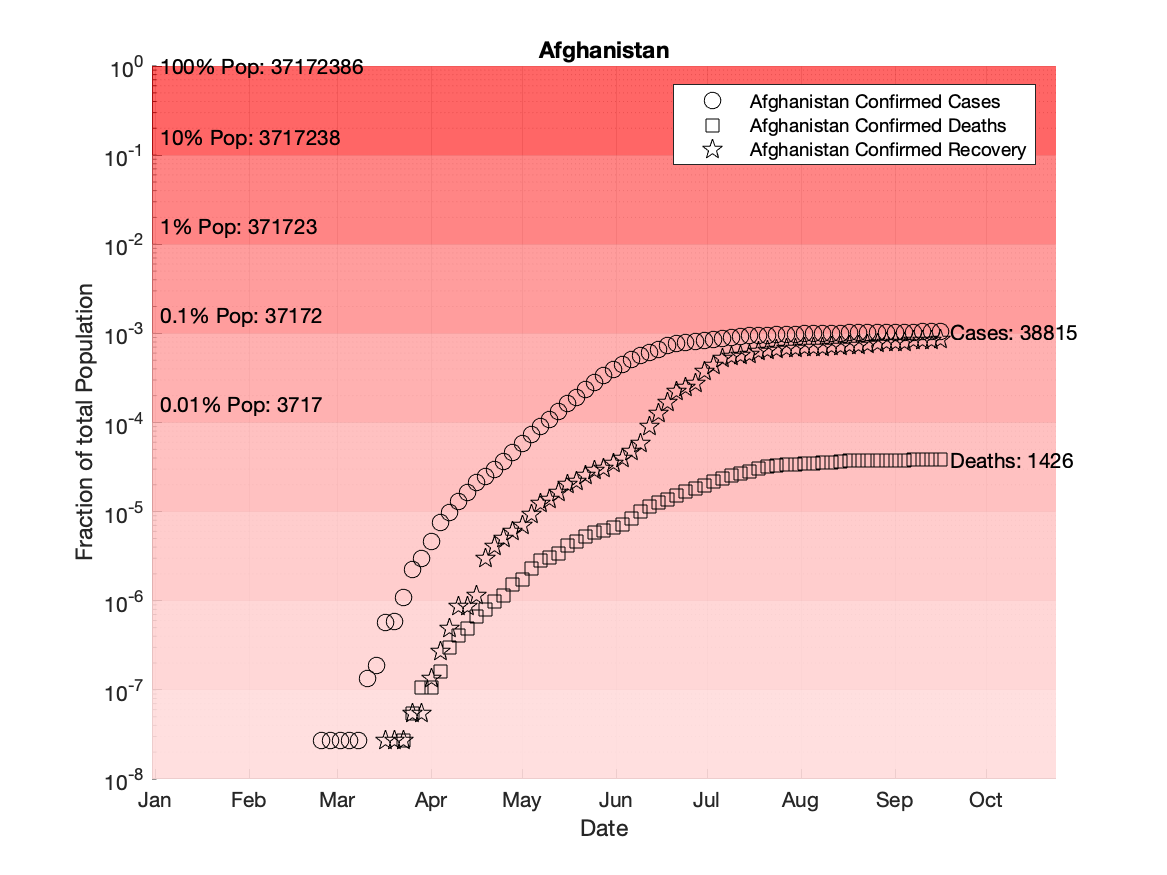 Afghanistan
10^0
100% Pop: 37172386
Afghanistan Confirmed Cases
Afghanistan Confirmed Deaths
Afghanistan Confirmed Recovery
10% Pop: 3717238
10^-1
1% Pop: 371723
10^-2
0.1% Pop: 37172
10^-3
Cases: 38815
0.01% Pop: 3717
10^-4
Deaths: 1426
10^-5
10^-6
10^-7
10^-8
Fraction of total Population
Jan Feb Mar Apr May Jun Jul Aug Sep Oct
Date